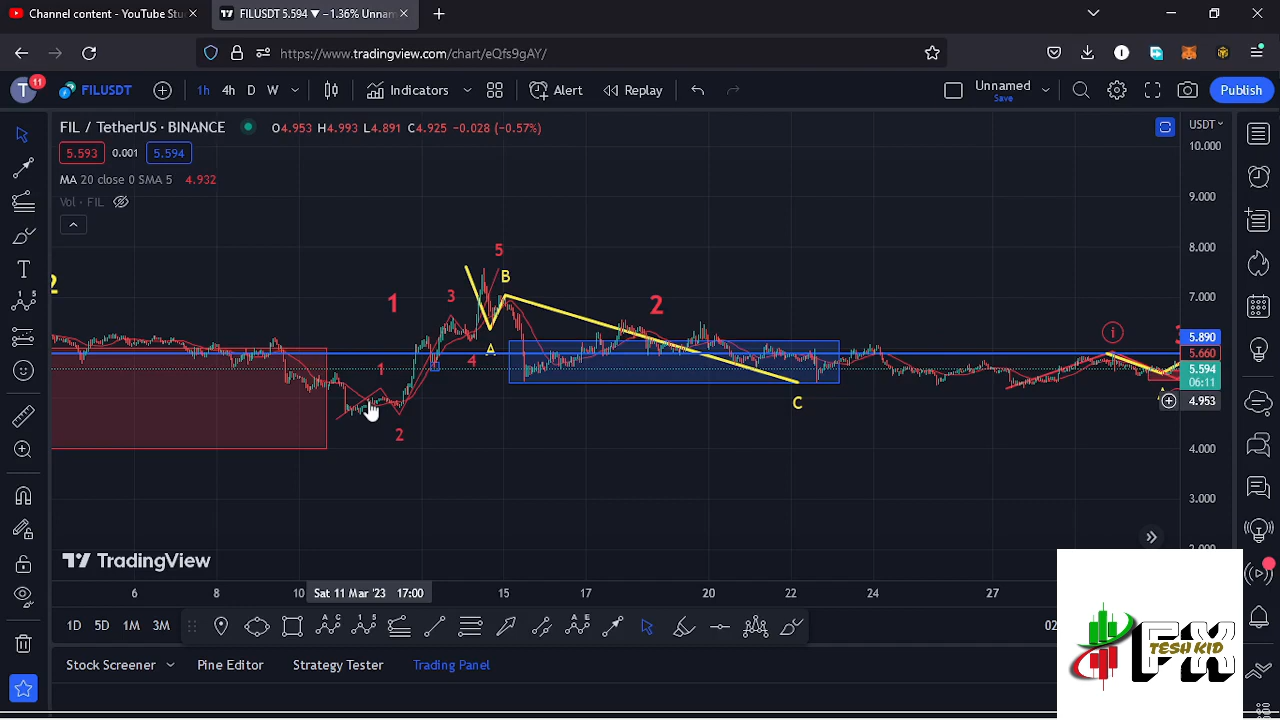 Channel content - YouTube Stu
FILUSDT 5.594 ▼ −1.36% Unnam
https://www.tradingview.com/chart/eQfs9gAY/
T
11
FILUSDT
1h
4h
D
W
Indicators
Alert
Replay
Unnamed
Save
Publish
FIL / TetherUS · BINANCE
O4.953 H4.993 L4.891 C4.925 −0.028 (−0.57%)
USDT
5.593
0.001
5.594
MA 20 close 0 SMA 5
4.932
Vol · FIL
10.000
9.000
8.000
7.000
5.890
5.660
5.594
06:11
4.953
4.000
3.000
2.000
2
1
5
B
3
A
4
1
2
2
C
i
TradingView
6
8
10
Sat 11 Mar '23 17:00
15
17
20
22
24
27
02
1D
5D
1M
3M
Stock Screener
Pine Editor
Strategy Tester
Trading Panel
FX
TESH KID